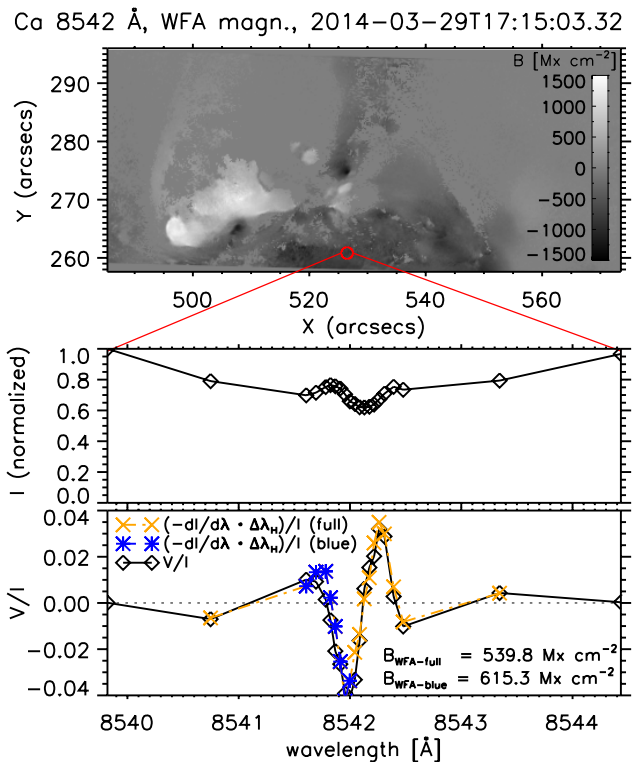 Ca 8542 Å, WFA magn., 2014-03-29T17:15:03.32
B [Mx cm⁻²]
1500
1000
500
0
−500
−1000
−1500
Y (arcsecs)
290
280
270
260
500 520 540 560
X (arcsecs)
I (normalized)
1.0
0.8
0.6
0.4
0.2
0.0
V/I
0.04
0.02
0.00
−0.02
−0.04
(−dI/dλ • Δλ_H)/I (full)
(−dI/dλ • Δλ_H)/I (blue)
V/I
B_WFA−full = 539.8 Mx cm⁻²
B_WFA−blue = 615.3 Mx cm⁻²
8540 8541 8542 8543 8544
wavelength [Å]